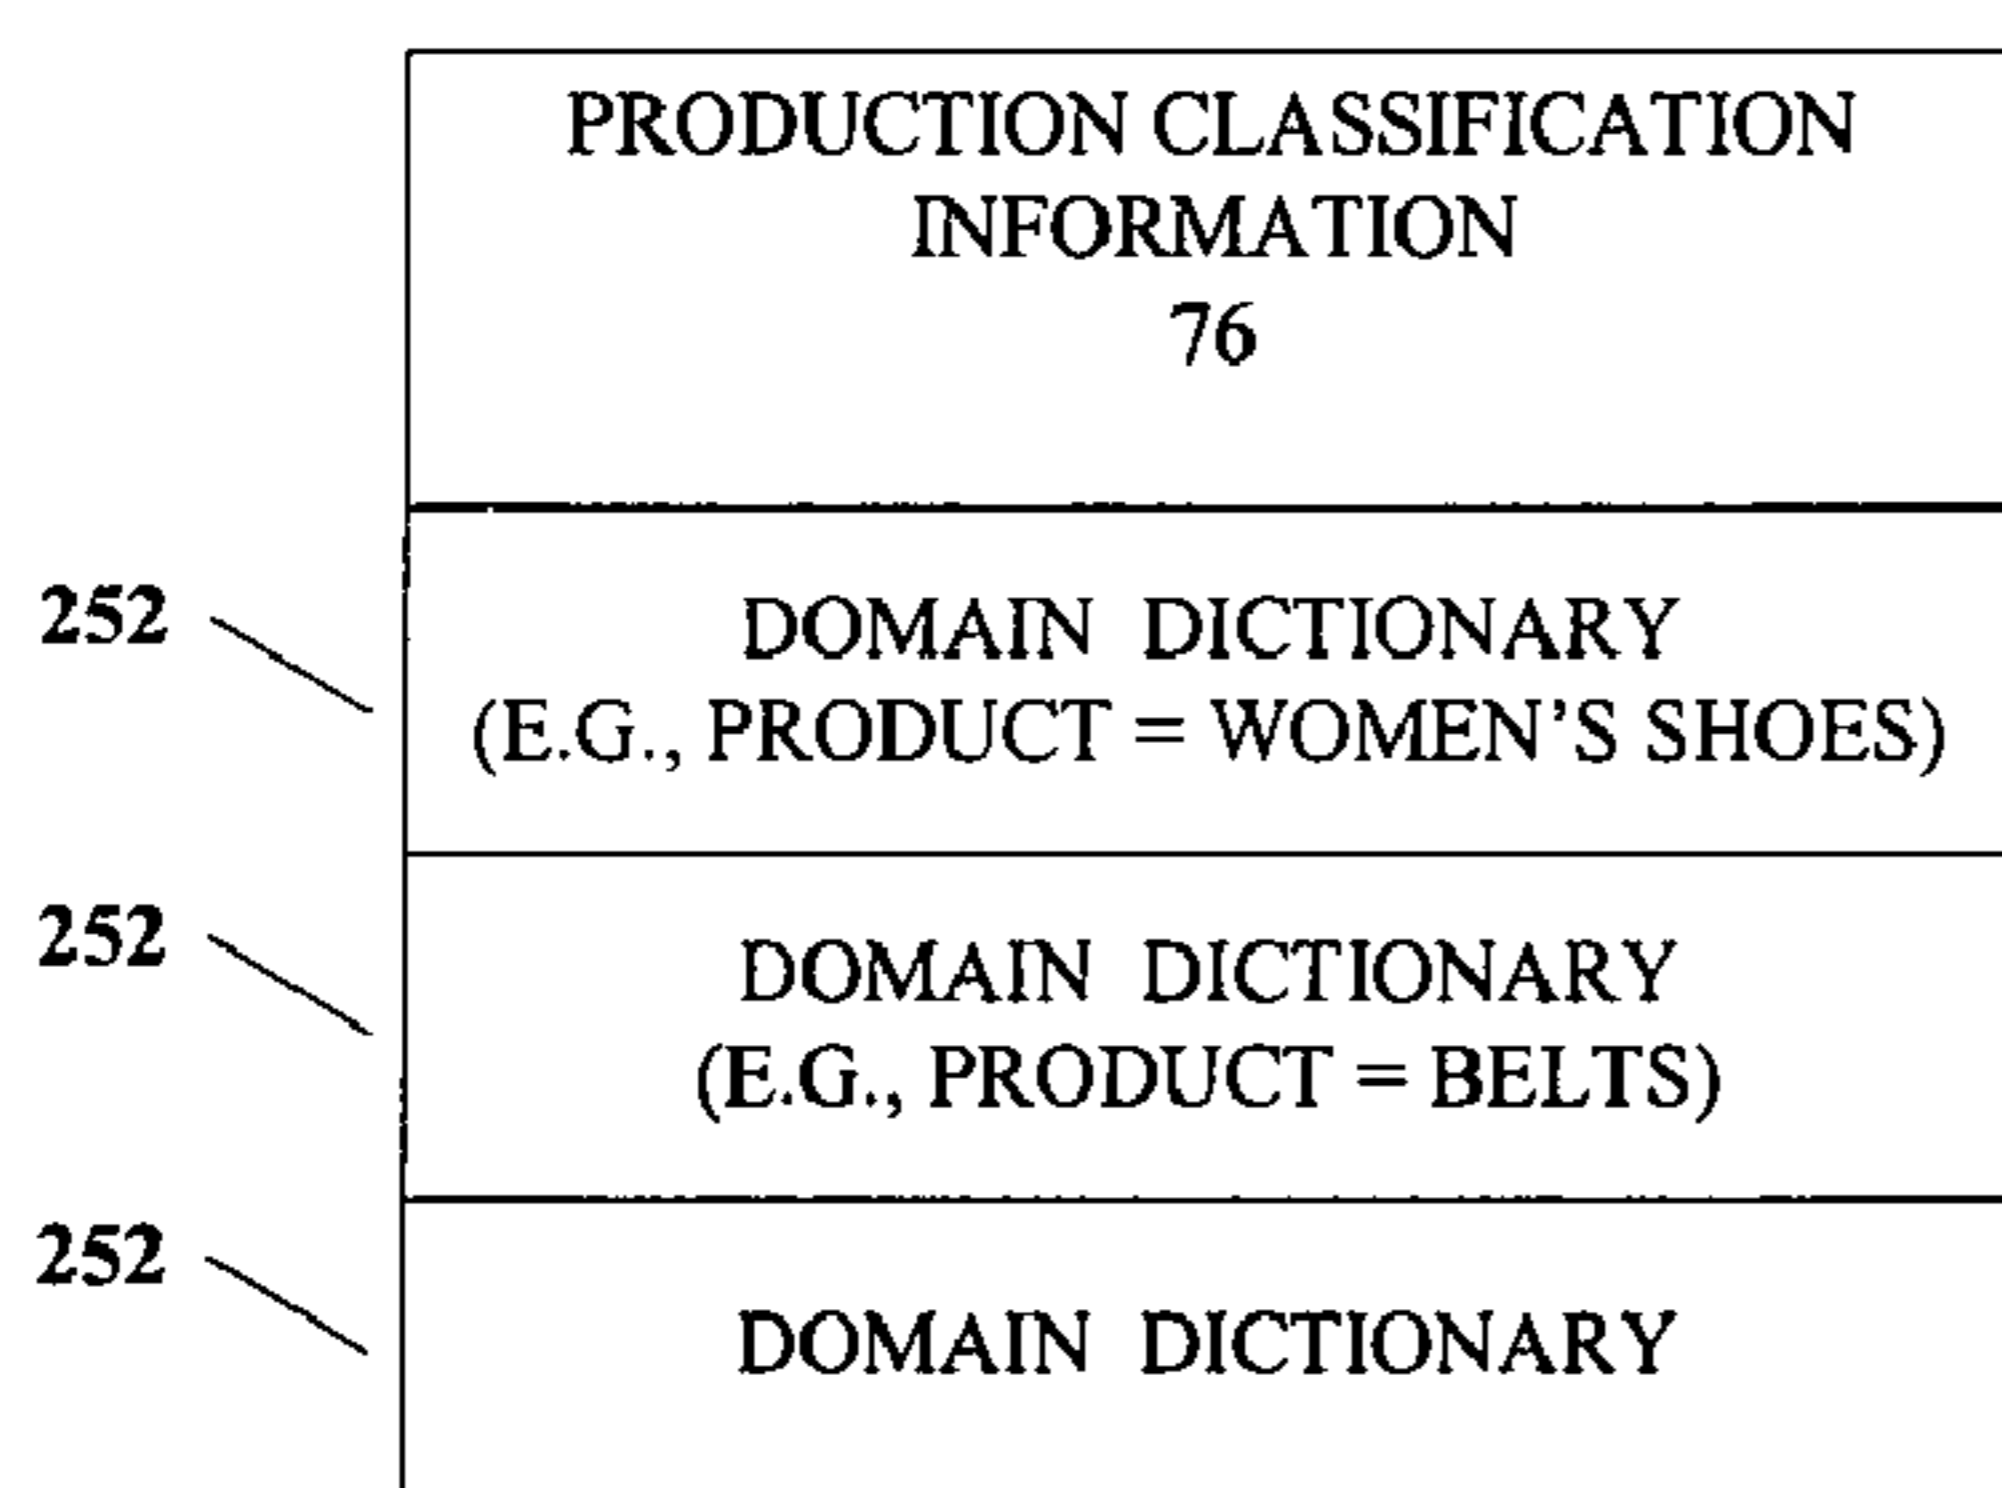 PRODUCTION CLASSIFICATION
INFORMATION
76
252
DOMAIN DICTIONARY
(E.G., PRODUCT = WOMEN'S SHOES)
252
DOMAIN DICTIONARY
(E.G., PRODUCT = BELTS)
252
DOMAIN DICTIONARY